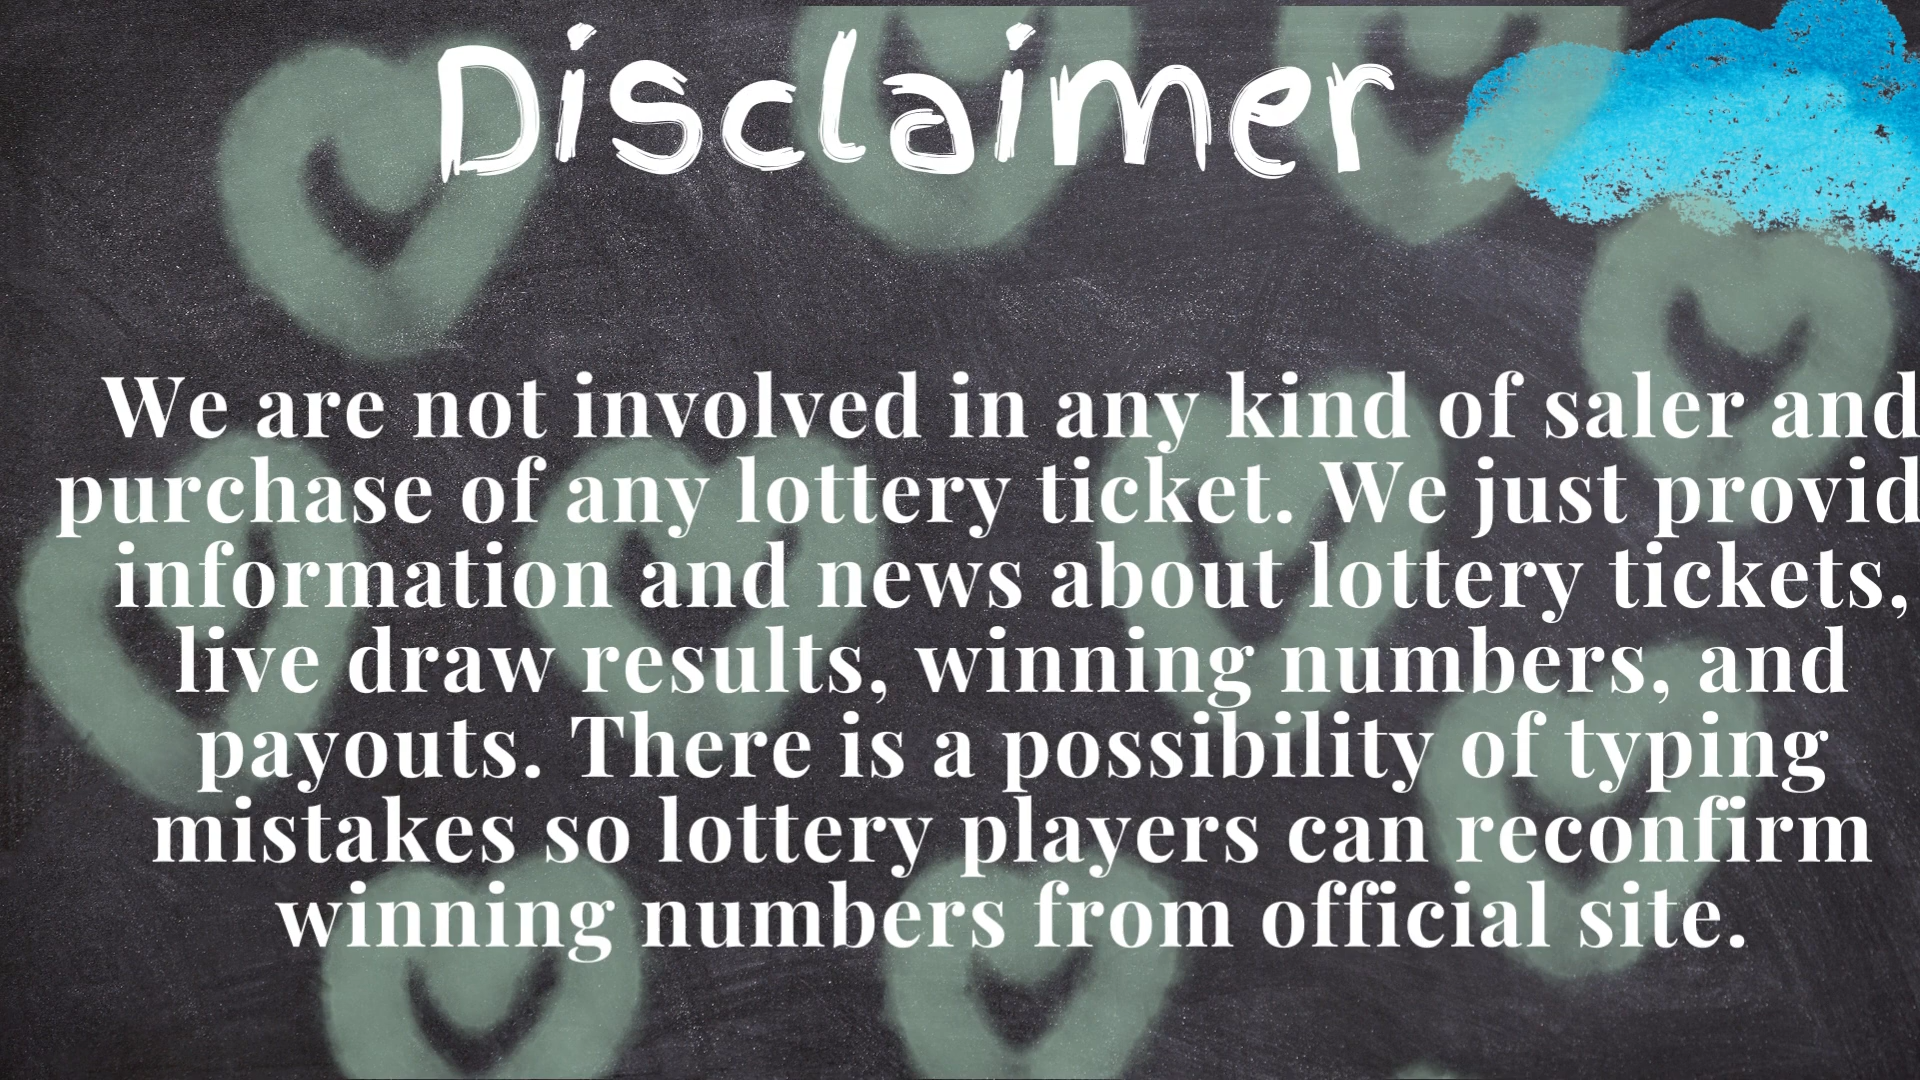 Disclaimer
We are not involved in any kind of saler and
purchase of any lottery ticket. We just provid
information and news about lottery tickets,
live draw results, winning numbers, and
payouts. There is a possibility of typing
mistakes so lottery players can reconfirm
winning numbers from official site.